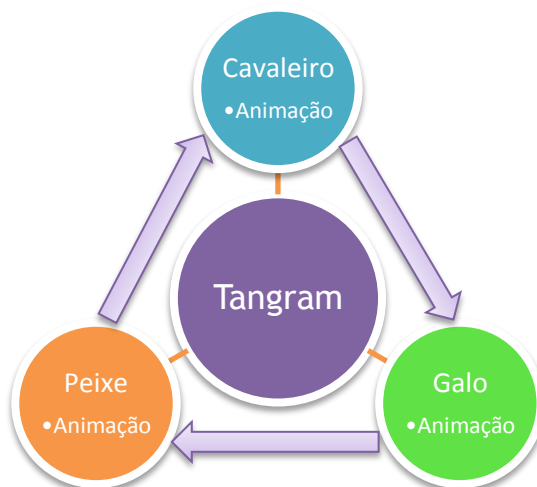 Cavaleiro
•Animação
Tangram
Peixe
•Animação
Galo
•Animação